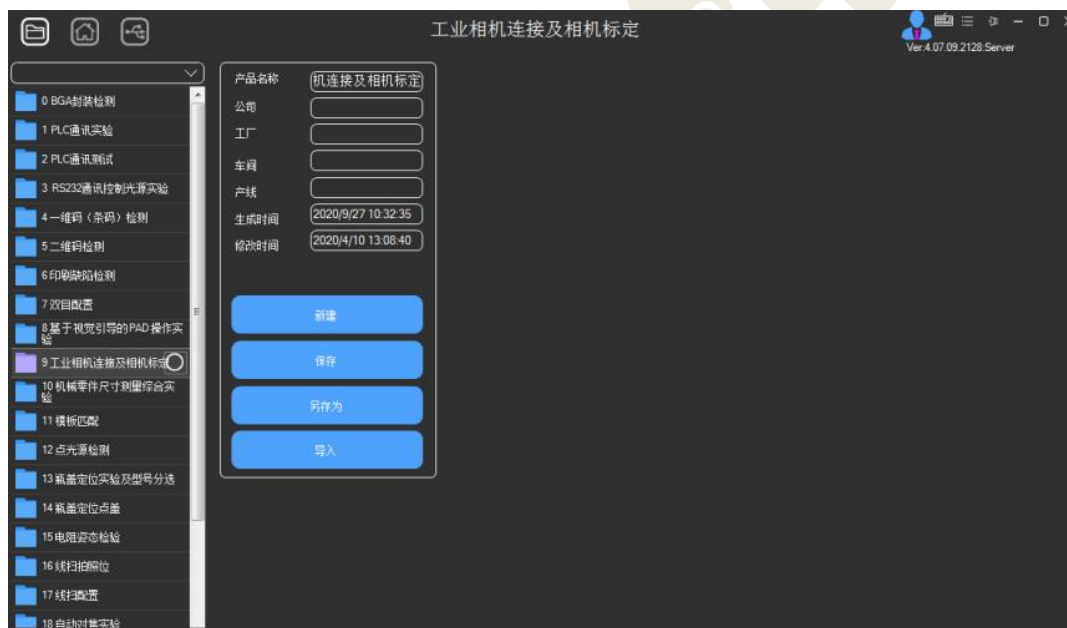 工业相机连接及相机标定
Ver:4.07.09.2128:Server
0 BGA封装检测
1 PLC通讯实验
2 PLC通讯测试
3 RS232通讯控制光源实验
4 一维码（条码）检测
5 二维码检测
6 印刷缺陷检测
7 双目配置
8 基于视觉引导的PAD操作实
验
9 工业相机连接及相机标定
10 机械零件尺寸测量综合实
验
11 模板匹配
12 点光源检测
13 瓶盖定位实验及型号分选
14 瓶盖定位点盖
15 电阻姿态检验
16 线扫拍照位
17 线扫配置
18 自动对焦实验
产品名称 机连接及相机标定
公司
工厂
车间
产线
生成时间 2020/9/27 10:32:35
修改时间 2020/4/10 13:08:40
新建
保存
另存为
导入